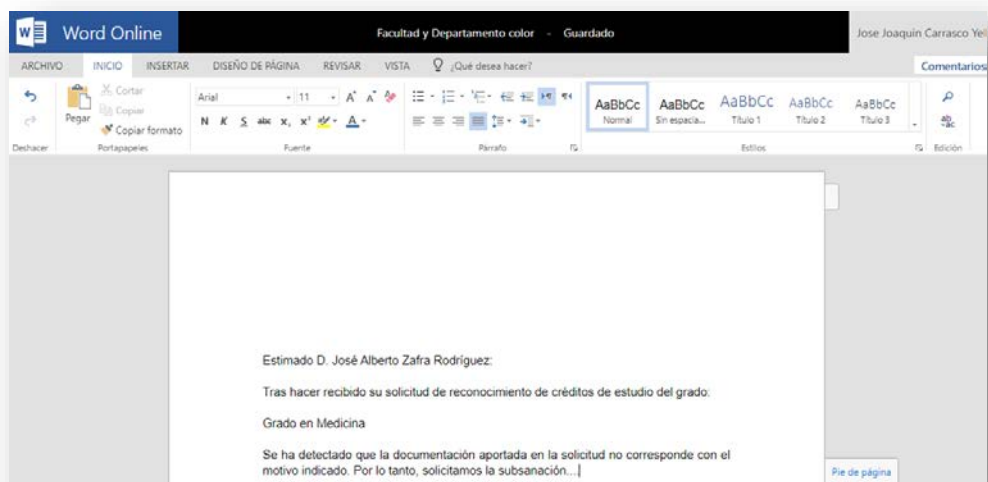 Word Online
Facultad y Departamento color - Guardado
Jose Joaquin Carrasco Yel
ARCHIVO INICIO INSERTAR DISEÑO DE PÁGINA REVISAR VISTA ¿Qué desea hacer? Comentarios
Pegar
Cortar
Copiar
Copiar formato
Arial 11
N K S abc x, x² A
AaBbCc AaBbCc AaBbCc AaBbCc AaBbCc
Normal Sin espacia... Título 1 Título 2 Título 3
Deshacer Portapapeles Fuente Párrafo Estilos Edición
Estimado D. José Alberto Zafra Rodríguez:
Tras hacer recibido su solicitud de reconocimiento de créditos de estudio del grado:
Grado en Medicina
Se ha detectado que la documentación aportada en la solicitud no corresponde con el
motivo indicado. Por lo tanto, solicitamos la subsanación...
Pie de página